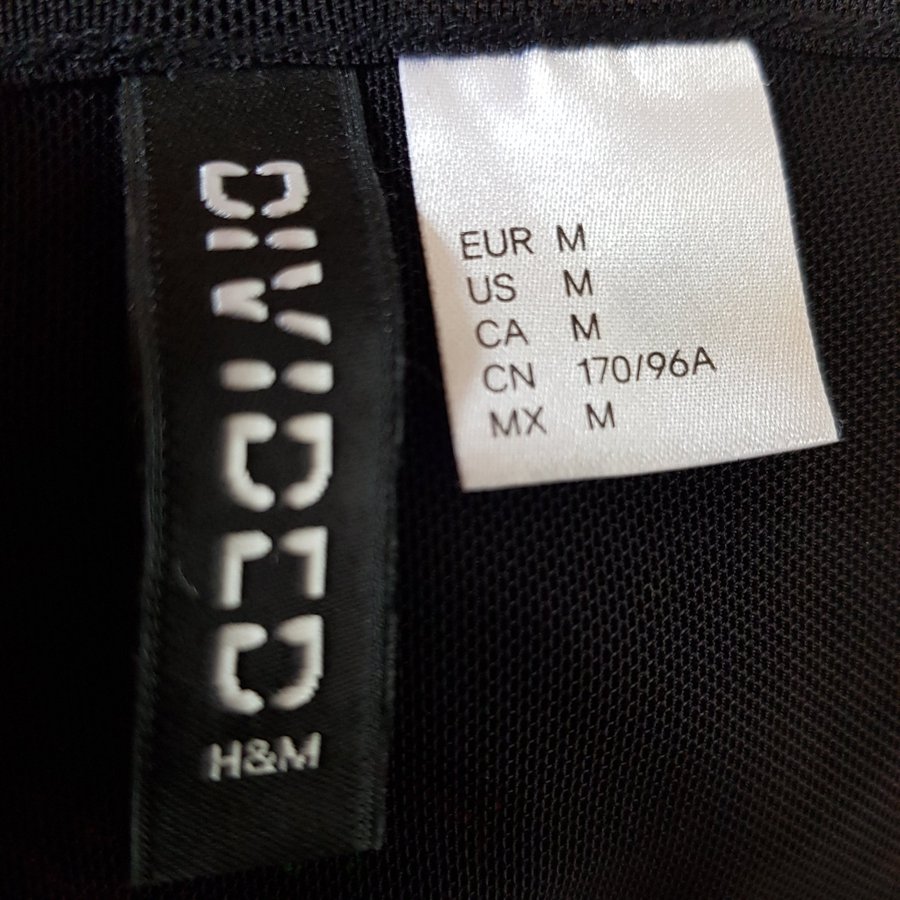 DIVIDED
H&M
EUR M
US M
CA M
CN 170/96A
MX M